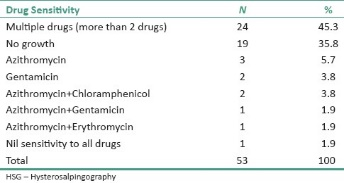 Drug Sensitivity N %
Multiple drugs (more than 2 drugs) 24 45.3
No growth 19 35.8
Azithromycin 3 5.7
Gentamicin 2 3.8
Azithromycin+Chloramphenicol 2 3.8
Azithromycin+Gentamicin 1 1.9
Azithromycin+Erythromycin 1 1.9
Nil sensitivity to all drugs 1 1.9
Total 53 100
HSG – Hysterosalpingography